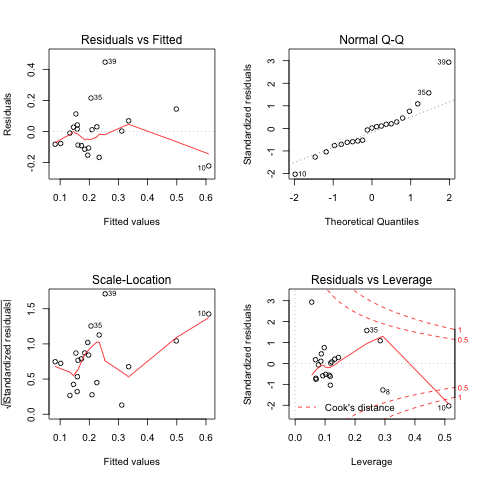 Residuals vs Fitted
Residuals
-0.2 0.0 0.2 0.4
39
35
10
0.1 0.2 0.3 0.4 0.5 0.6
Fitted values
Normal Q-Q
Standardized residuals
-2 -1 0 1 2 3
39
35
10
-2 -1 0 1 2
Theoretical Quantiles
Scale-Location
√|Standardized residuals|
0.0 0.5 1.0 1.5
39
35
10
0.1 0.2 0.3 0.4 0.5 0.6
Fitted values
Residuals vs Leverage
Standardized residuals
-2 -1 0 1 2 3
35
8
10
1
0.5
0.5
1
Cook's distance
0.0 0.1 0.2 0.3 0.4 0.5
Leverage